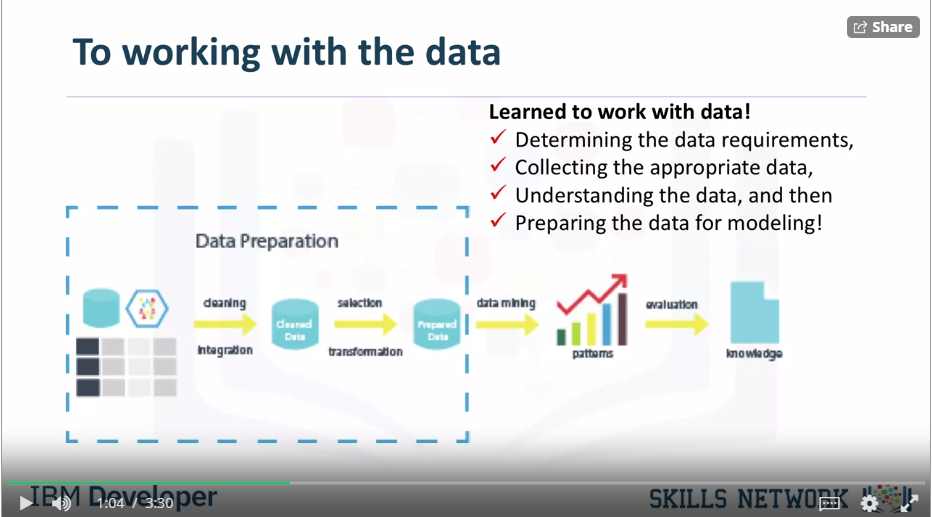 Share
To working with the data
Learned to work with data!
Determining the data requirements,
Collecting the appropriate data,
Understanding the data, and then
Preparing the data for modeling!
Data Preparation
cleaning
integration
Cleaned
Data
selection
transformation
Prepared
Data
data mining
patterns
evaluation
knowledge
IBM Developer
1:04 / 3:30
SKILLS NETWORK